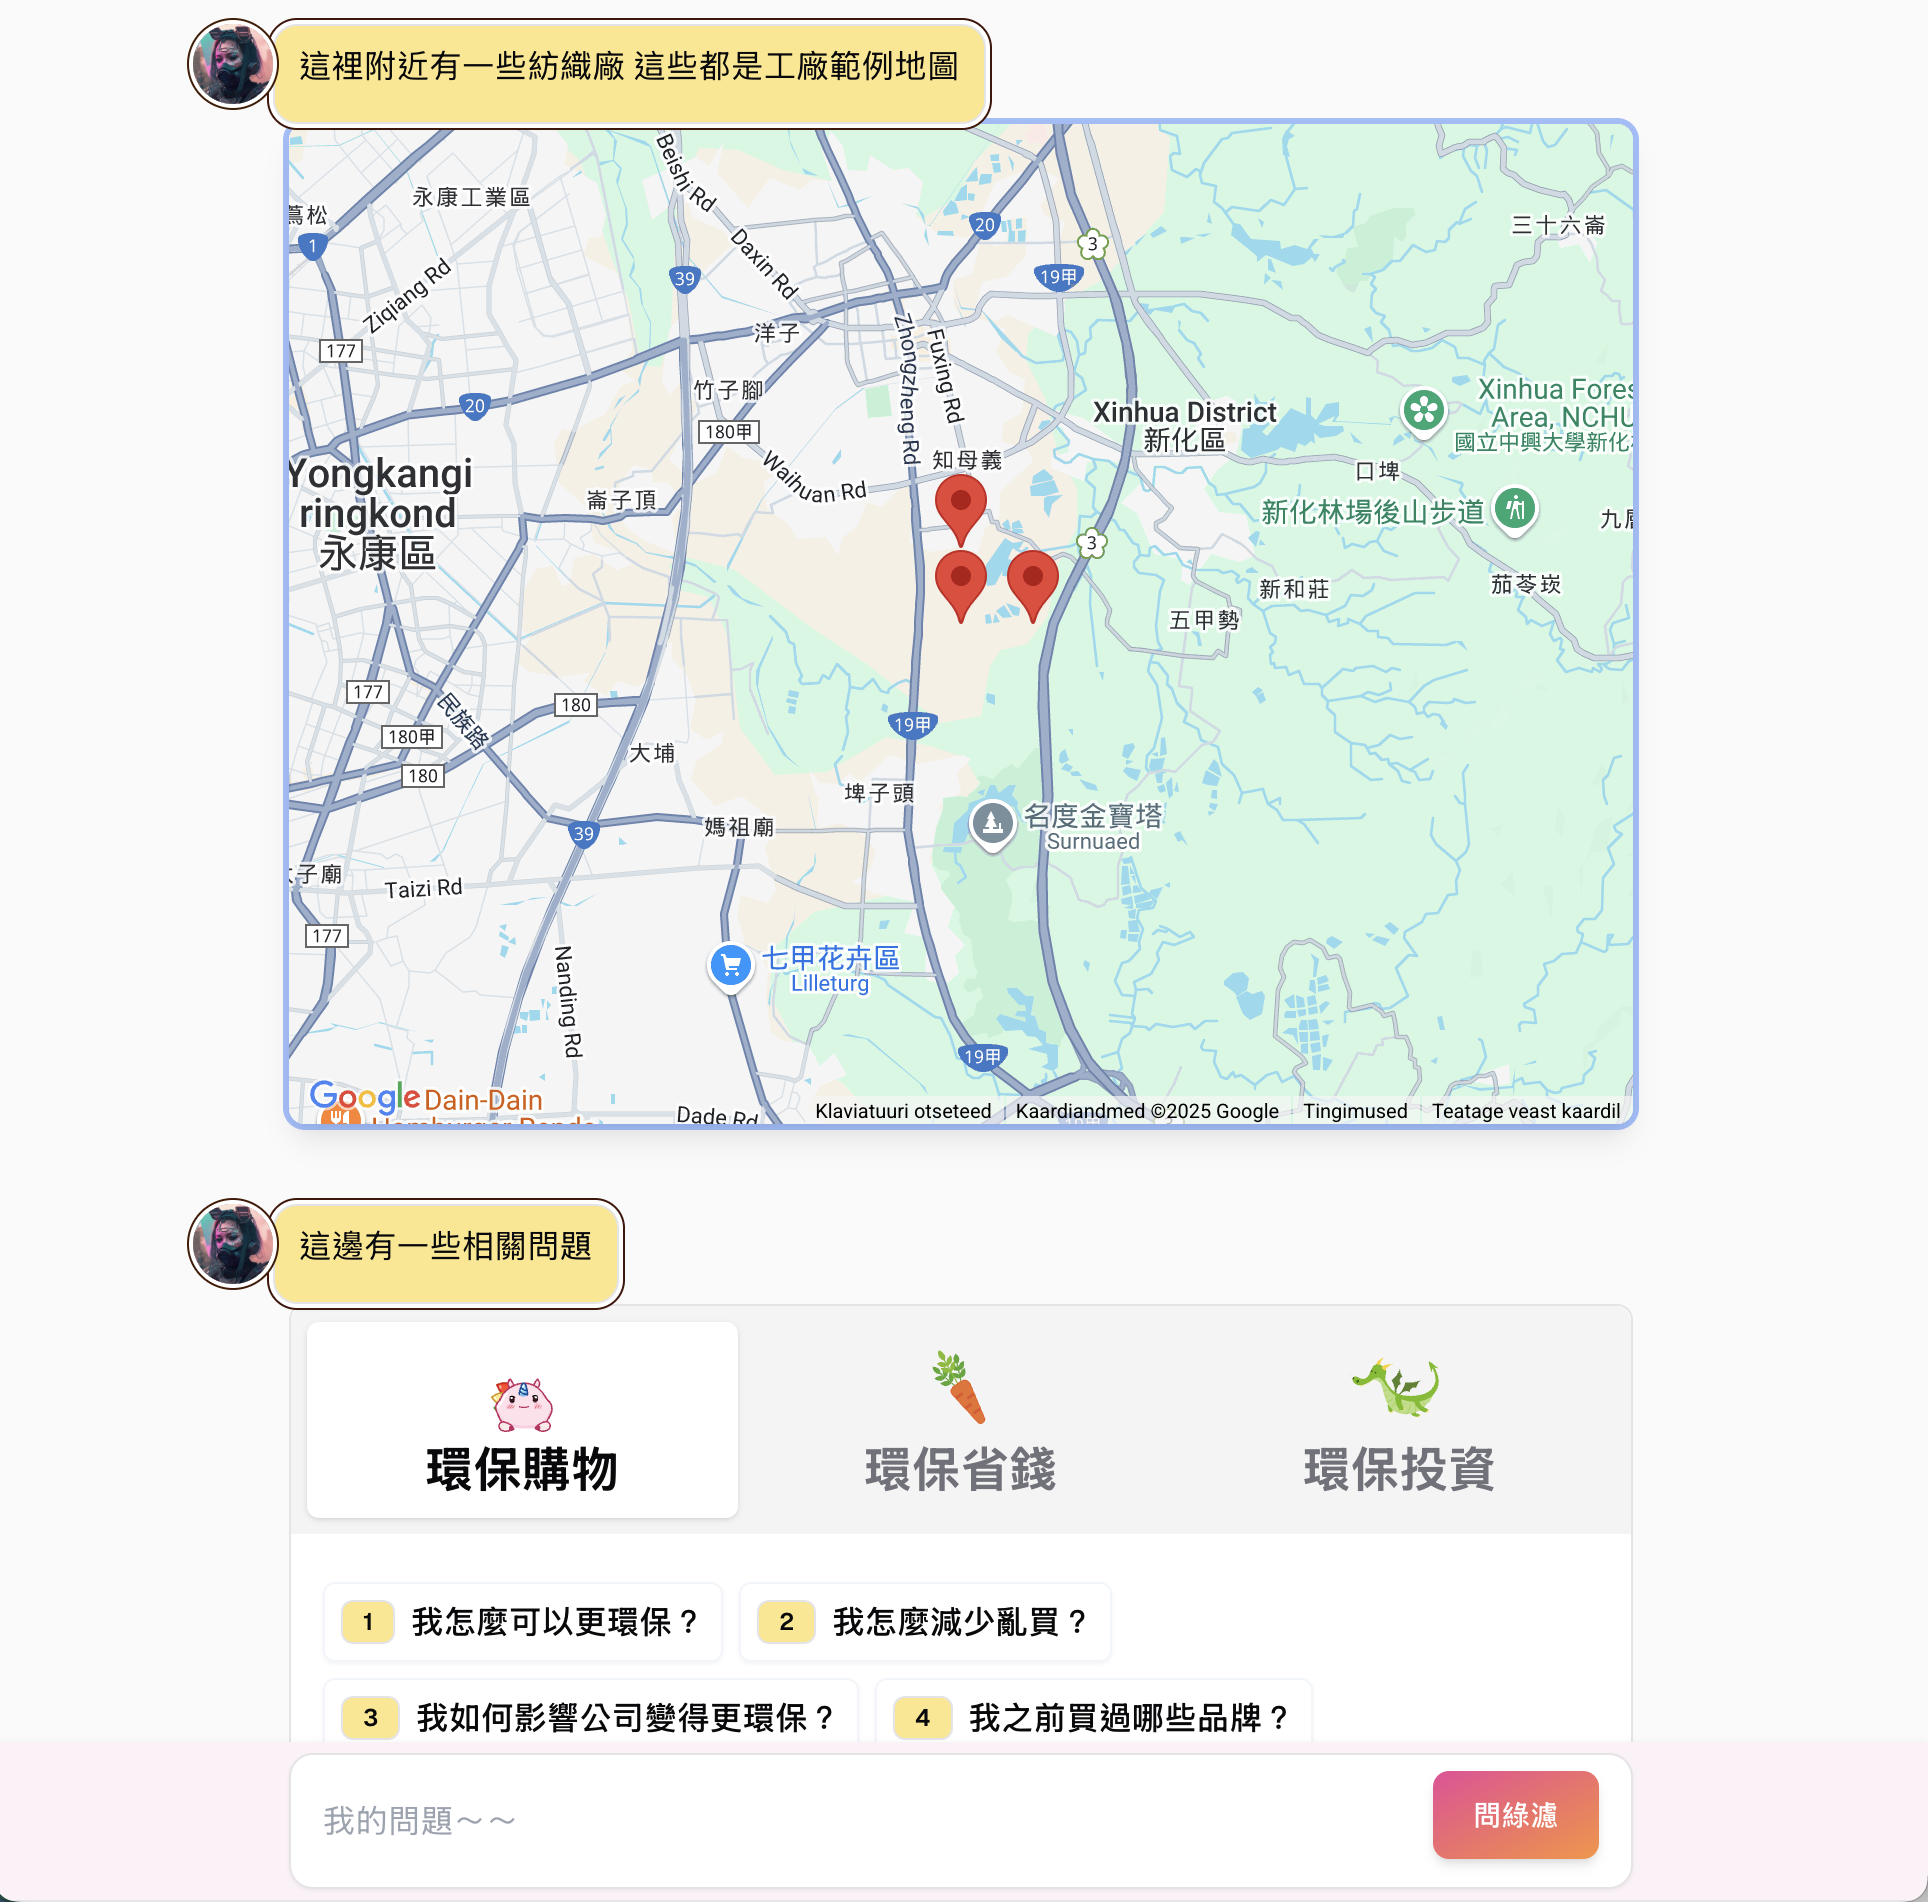 這裡附近有一些紡織廠 這些都是工廠範例地圖
永康工業區
蔦松
1
Beishi Rd
20
3
三十六崙
Ziqiang Rd
39
Daxin Rd
19甲
177
洋子
Zhongzheng Rd
Fuxing Rd
竹子腳
20
180甲
Xinhua District
新化區
Xinhua Fores
Area, NCHU
國立中興大學新化
Yongkangi
ringkond
永康區
崙子頂
Waihuan Rd
知母義
口埤
新化林場後山步道
九層
3
新和莊
茄苳崁
五甲勢
177
180
民族路
180甲
180
19甲
大埔
埤子頭
39
媽祖廟
名度金寶塔
Surnuaed
子廟
Taizi Rd
177
Nanding Rd
七甲花卉區
Lilleturg
19甲
Google
Dain-Dain
Hamburger Bende
Dade Rd
Klaviatuuri otseteed
Kaardiandmed ©2025 Google
Tingimused
Teatage veast kaardil
這邊有一些相關問題
環保購物
環保省錢
環保投資
1 我怎麼可以更環保？
2 我怎麼減少亂買？
3 我如何影響公司變得更環保？
4 我之前買過哪些品牌？
我的問題～～
問綠濾